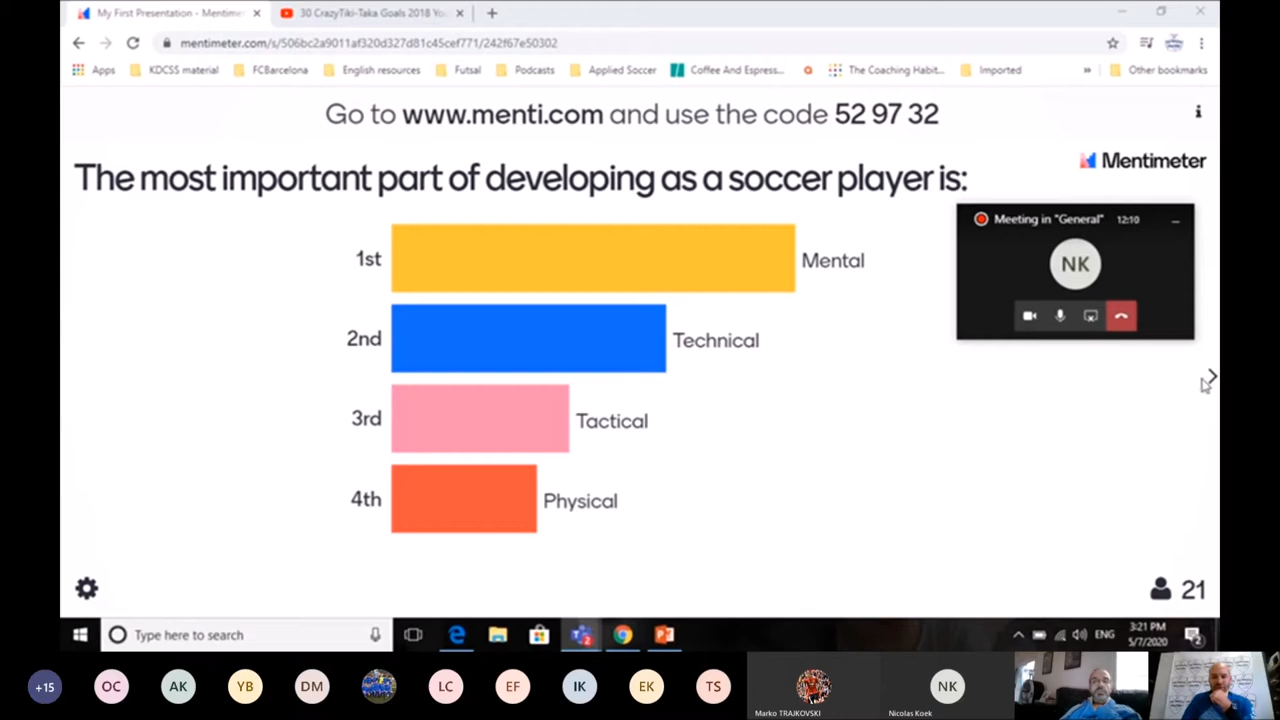 My First Presentation - Mentime
30 CrazyTiki-Taka Goals 2018 Yo
mentimeter.com/s/506bc2a9011af320d327d81c45cef771/242f67e50302
Apps
KDCSS material
FCBarcelona
English resources
Futsal
Podcasts
Applied Soccer
Coffee And Espress...
The Coaching Habit...
Imported
»
Other bookmarks
Go to www.menti.com and use the code 52 97 32
Mentimeter
The most important part of developing as a soccer player is:
Meeting in "General" 12:10
NK
1st Mental
2nd Technical
3rd Tactical
4th Physical
21
Type here to search
ENG
3:21 PM
5/7/2020
2
+15
OC
AK
YB
DM
LC
EF
IK
EK
TS
Marko TRAJKOVSKI
NK
Nicolas Koek